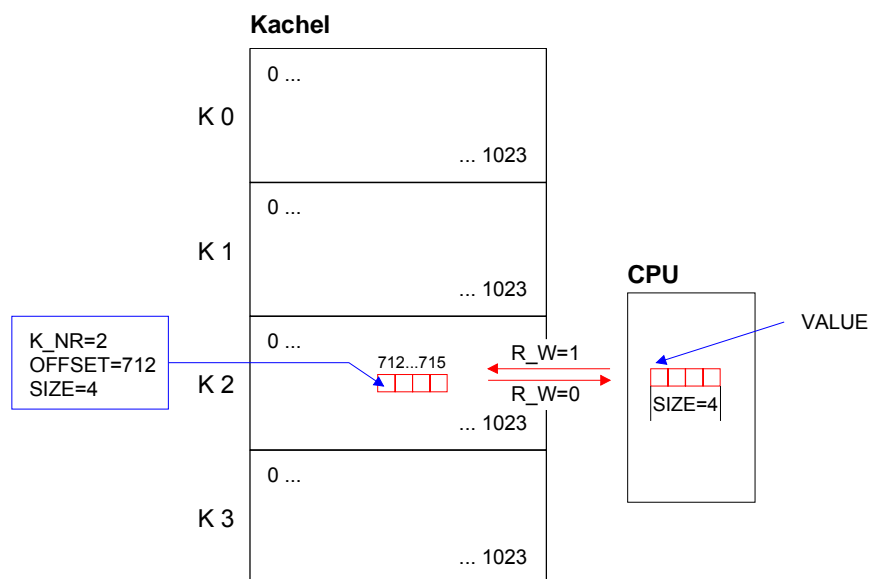 Kachel
0 ...
K 0
... 1023
0 ...
K 1
... 1023
CPU
K_NR=2
OFFSET=712
SIZE=4
0 ...
712...715
K 2
... 1023
R_W=1
R_W=0
VALUE
SIZE=4
0 ...
K 3
... 1023